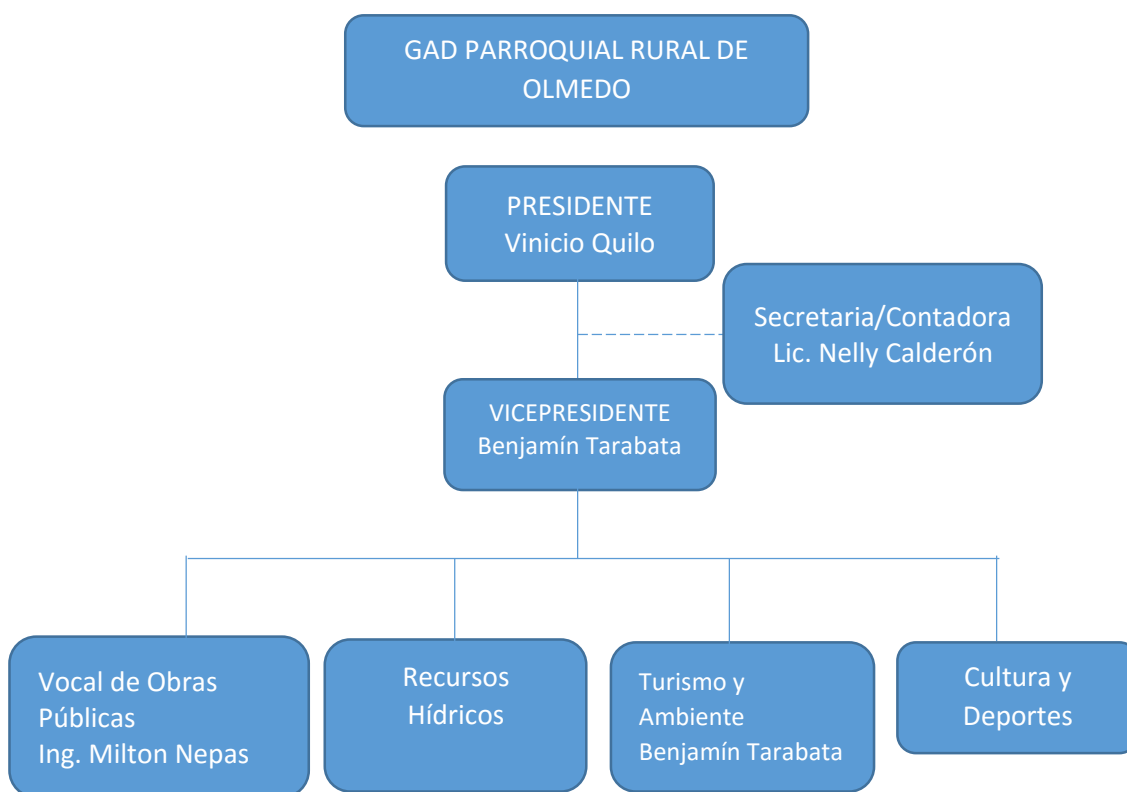 GAD PARROQUIAL RURAL DE
OLMEDO
PRESIDENTE
Vinicio Quilo
Secretaria/Contadora
Lic. Nelly Calderón
VICEPRESIDENTE
Benjamín Tarabata
Vocal de Obras
Públicas
Ing. Milton Nepas
Recursos
Hídricos
Turismo y
Ambiente
Benjamín Tarabata
Cultura y
Deportes